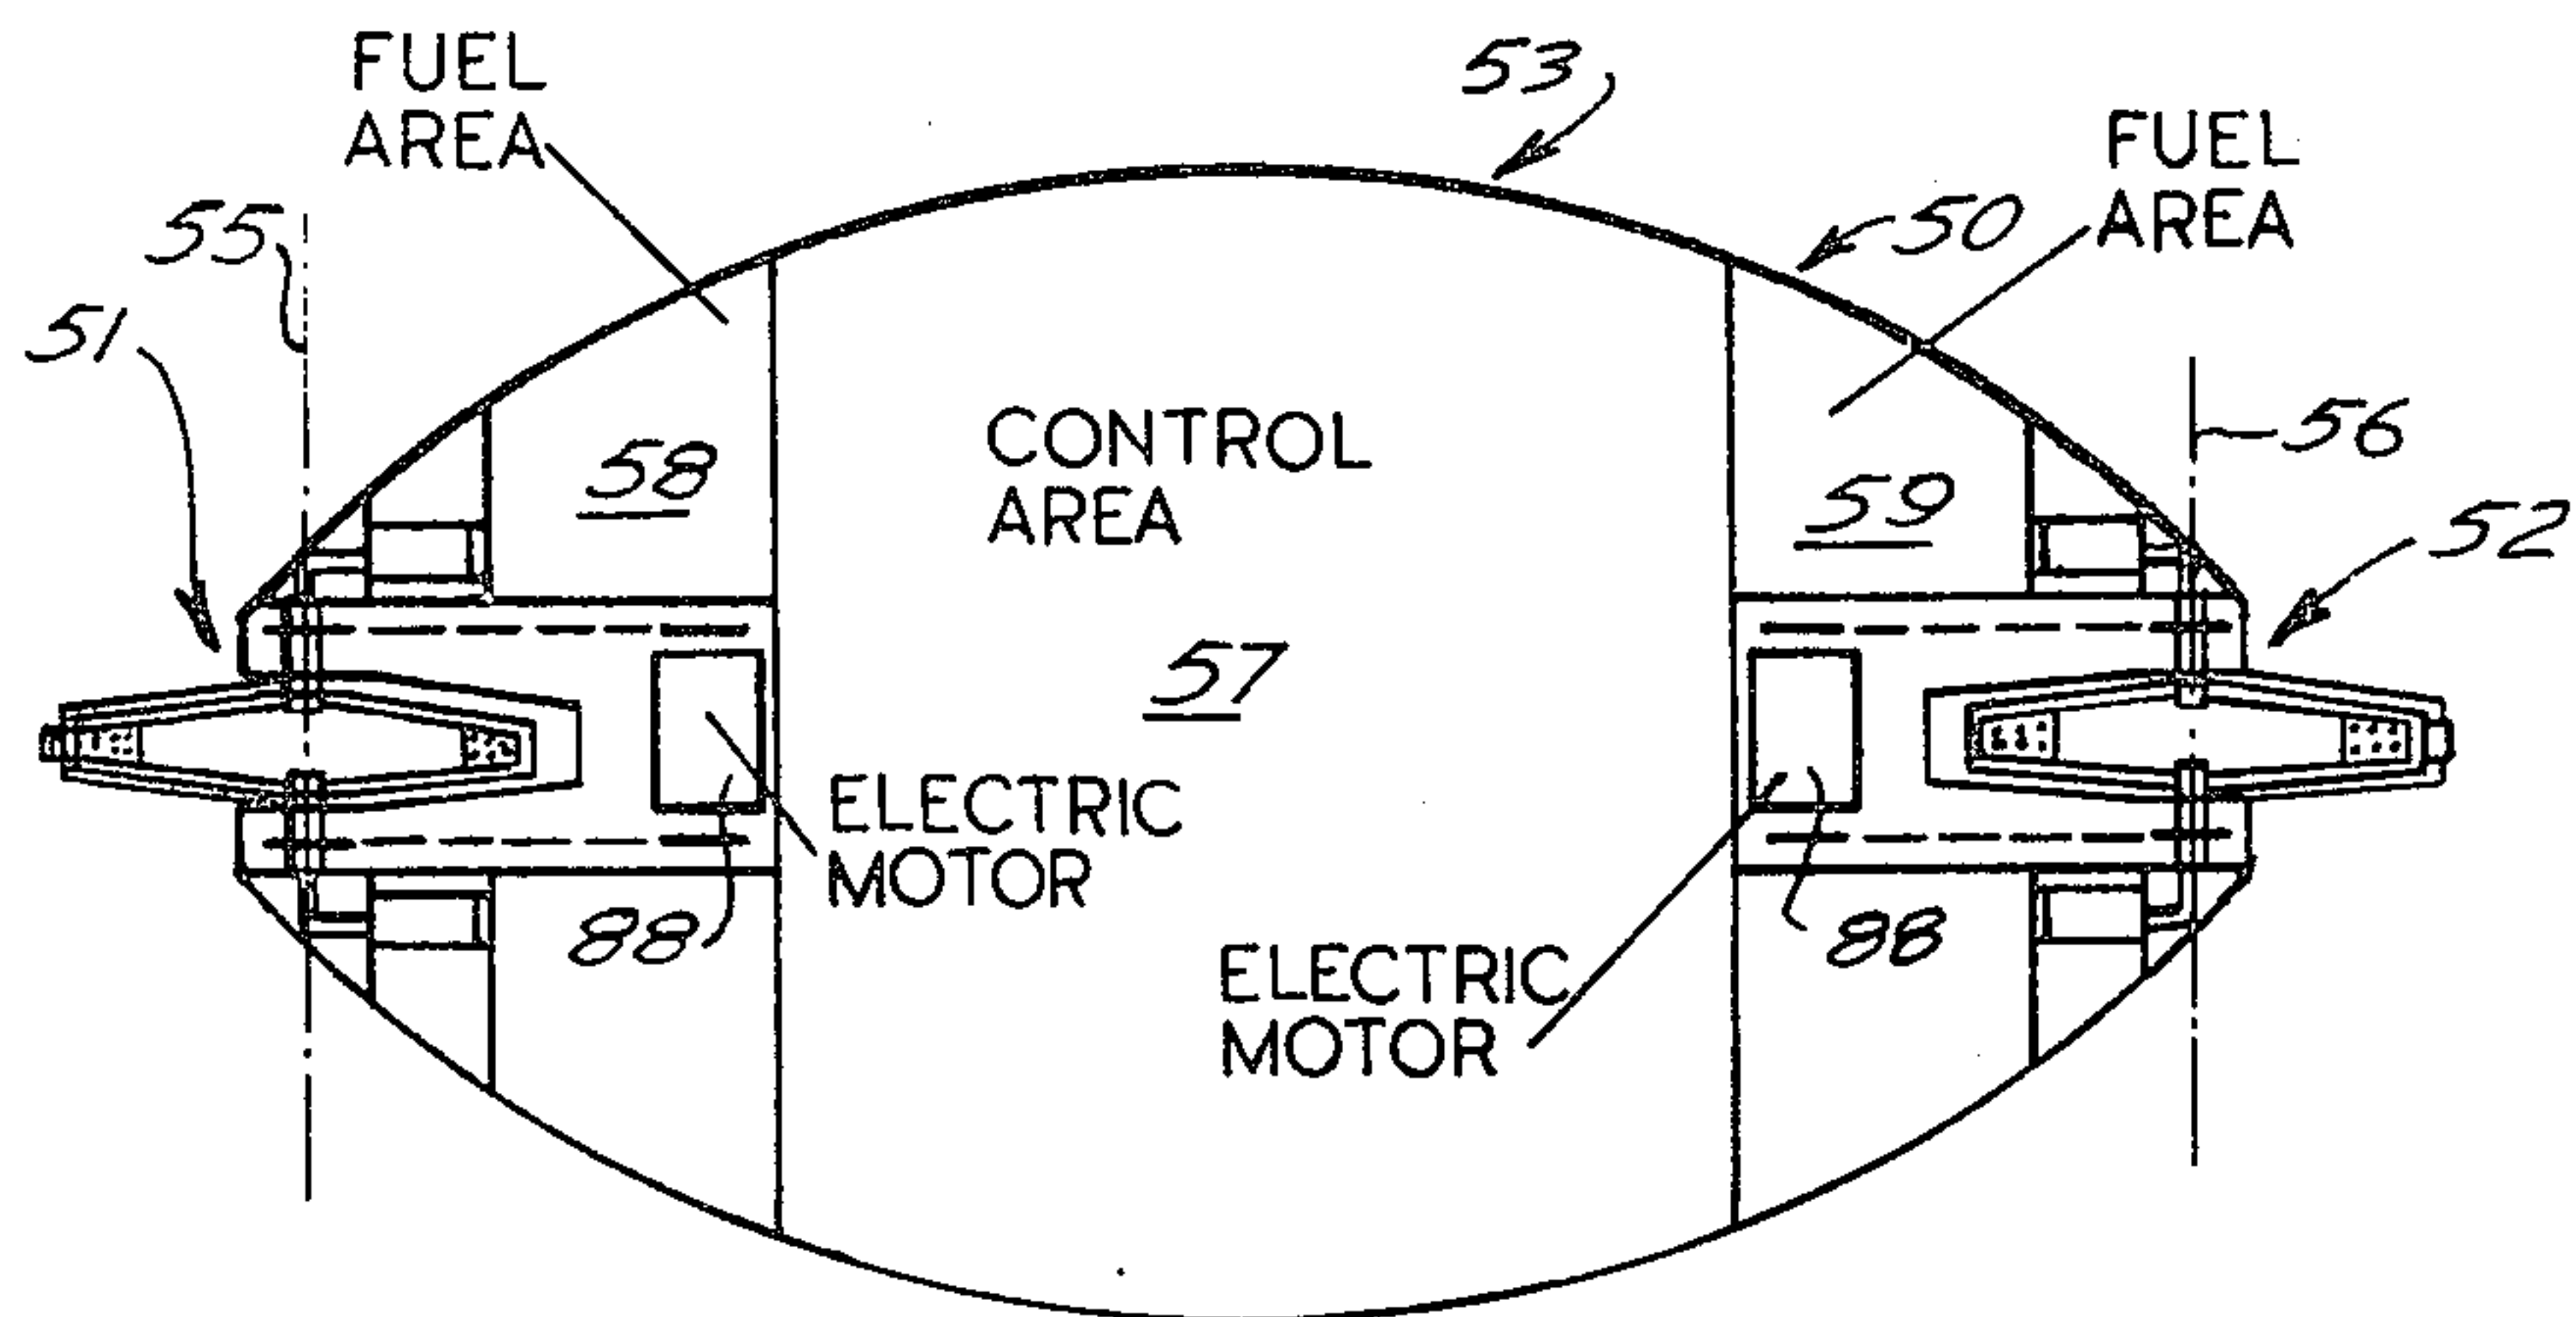 FUEL
AREA
53
FUEL
AREA
50
55
51
56
CONTROL
AREA
58
59
52
57
ELECTRIC
MOTOR
88
ELECTRIC
MOTOR
88